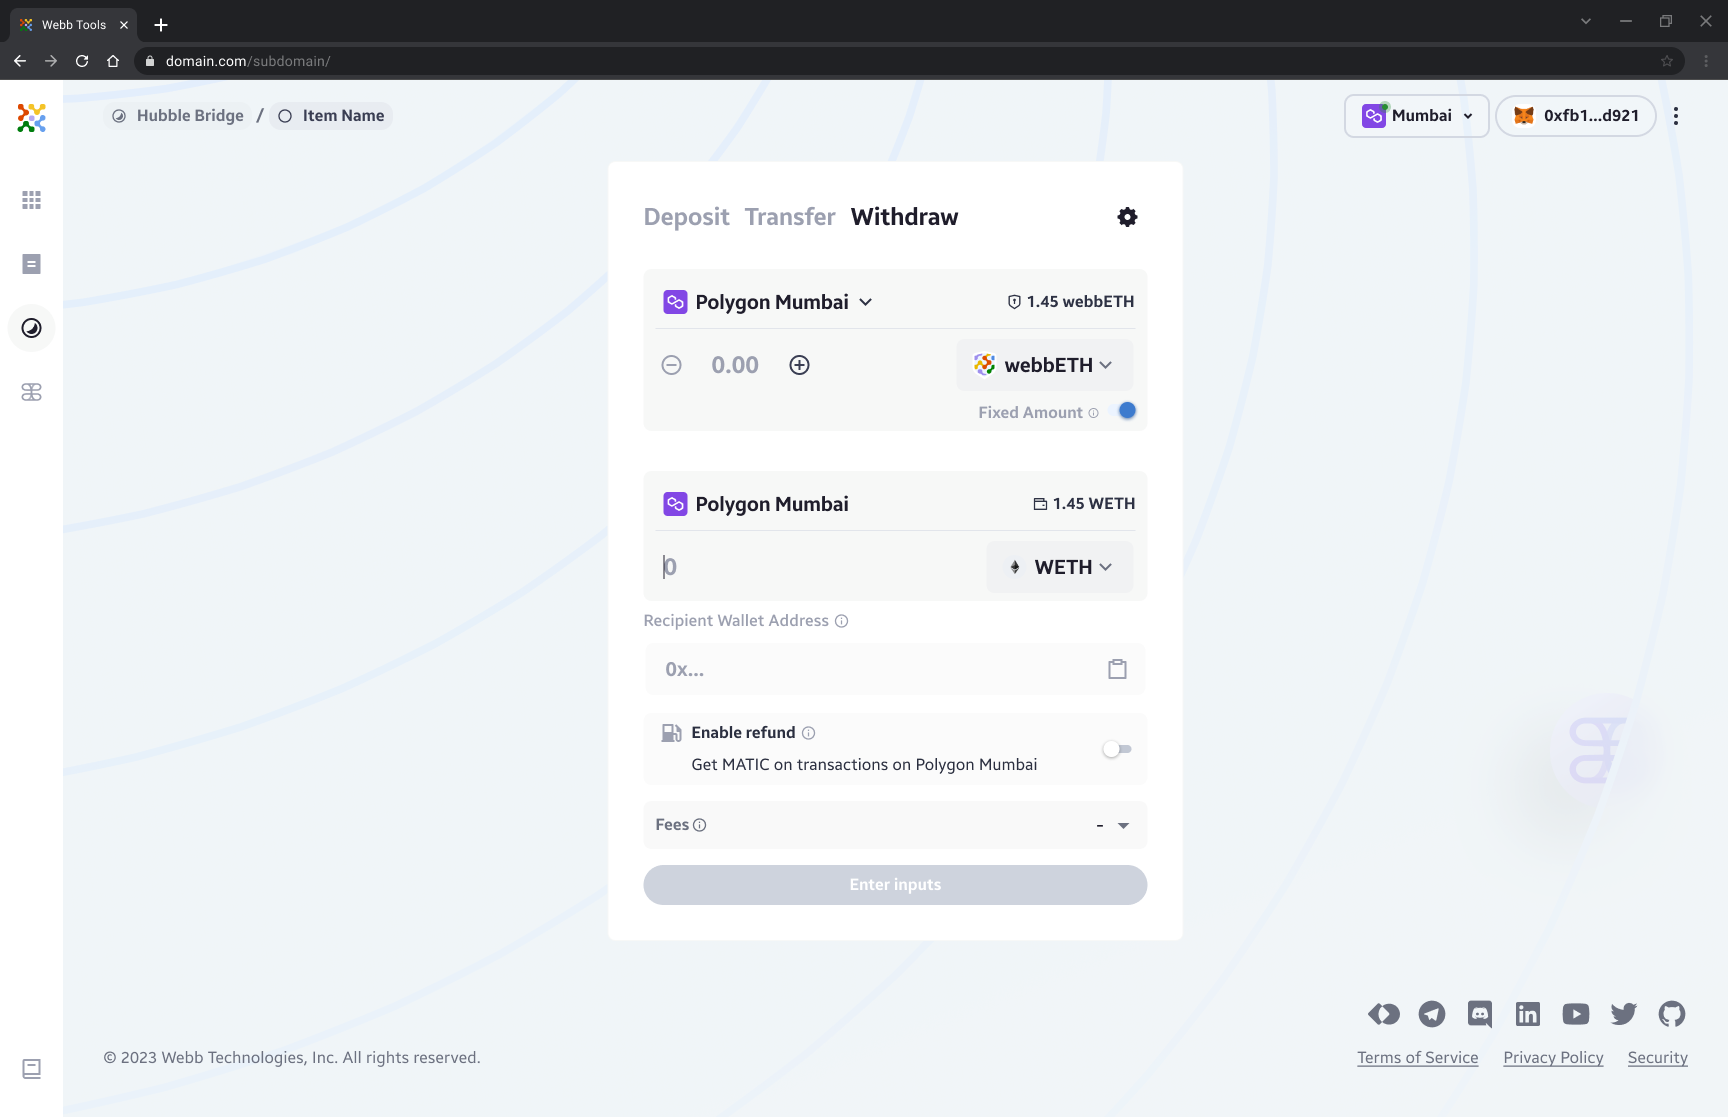 Webb Tools
domain.com/subdomain/
Hubble Bridge / Item Name
Mumbai
0xfb1...d921
Deposit Transfer Withdraw
Polygon Mumbai
1.45 webbETH
0.00
webbETH
Fixed Amount
Polygon Mumbai
1.45 WETH
0
WETH
Recipient Wallet Address
0x...
Enable refund
Get MATIC on transactions on Polygon Mumbai
Fees
-
Enter inputs
© 2023 Webb Technologies, Inc. All rights reserved.
Terms of Service Privacy Policy Security